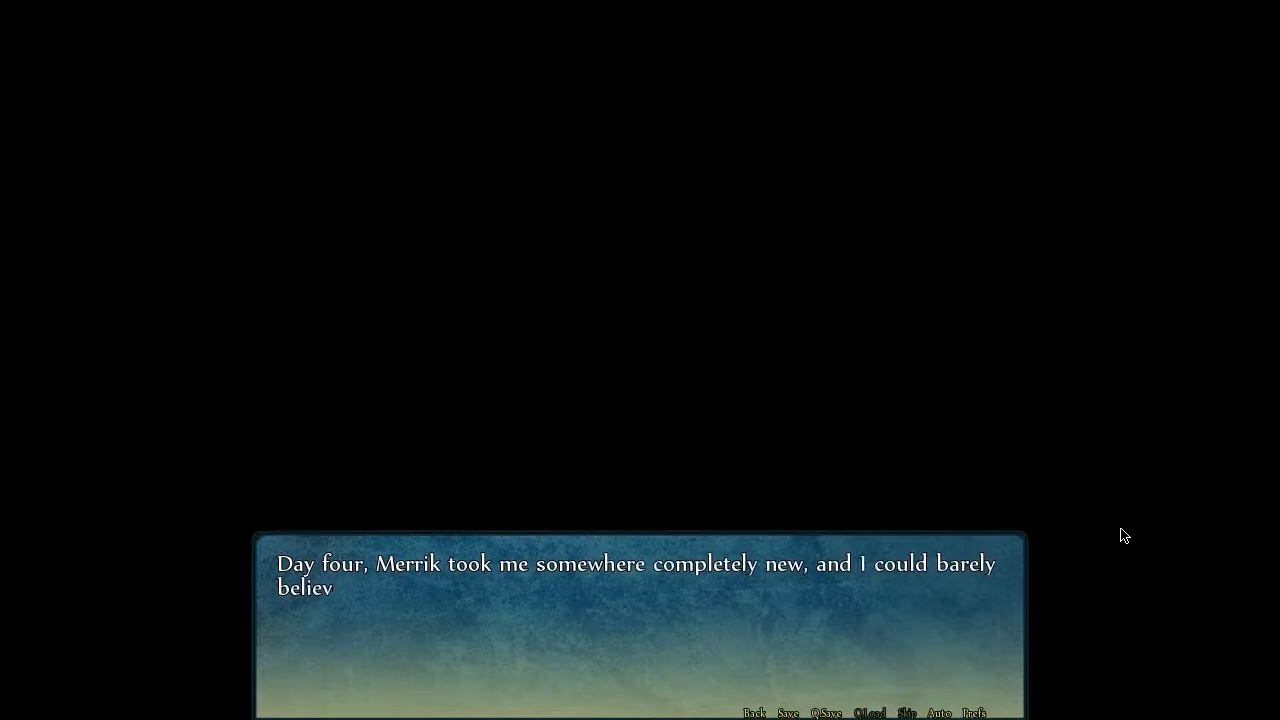 Day four, Merrik took me somewhere completely new, and I could barely
believ
Back Save Q.Save Q.Load Skip Auto Prefs